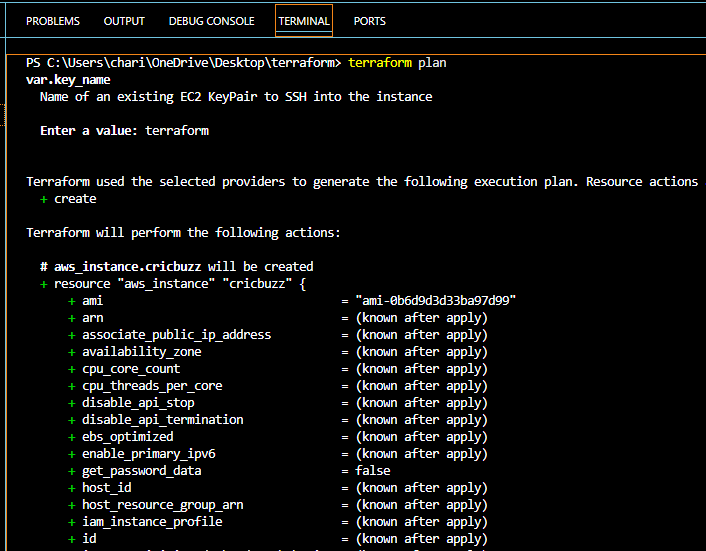 PROBLEMS OUTPUT DEBUG CONSOLE TERMINAL PORTS
PS C:\Users\chari\OneDrive\Desktop\terraform> terraform plan
var.key_name
  Name of an existing EC2 KeyPair to SSH into the instance
  Enter a value: terraform
Terraform used the selected providers to generate the following execution plan. Resource actions
  + create
Terraform will perform the following actions:
  # aws_instance.cricbuzz will be created
  + resource "aws_instance" "cricbuzz" {
      + ami                                  = "ami-0b6d9d3d33ba97d99"
      + arn                                  = (known after apply)
      + associate_public_ip_address          = (known after apply)
      + availability_zone                    = (known after apply)
      + cpu_core_count                       = (known after apply)
      + cpu_threads_per_core                 = (known after apply)
      + disable_api_stop                     = (known after apply)
      + disable_api_termination              = (known after apply)
      + ebs_optimized                        = (known after apply)
      + enable_primary_ipv6                  = (known after apply)
      + get_password_data                    = false
      + host_id                              = (known after apply)
      + host_resource_group_arn              = (known after apply)
      + iam_instance_profile                 = (known after apply)
      + id                                   = (known after apply)